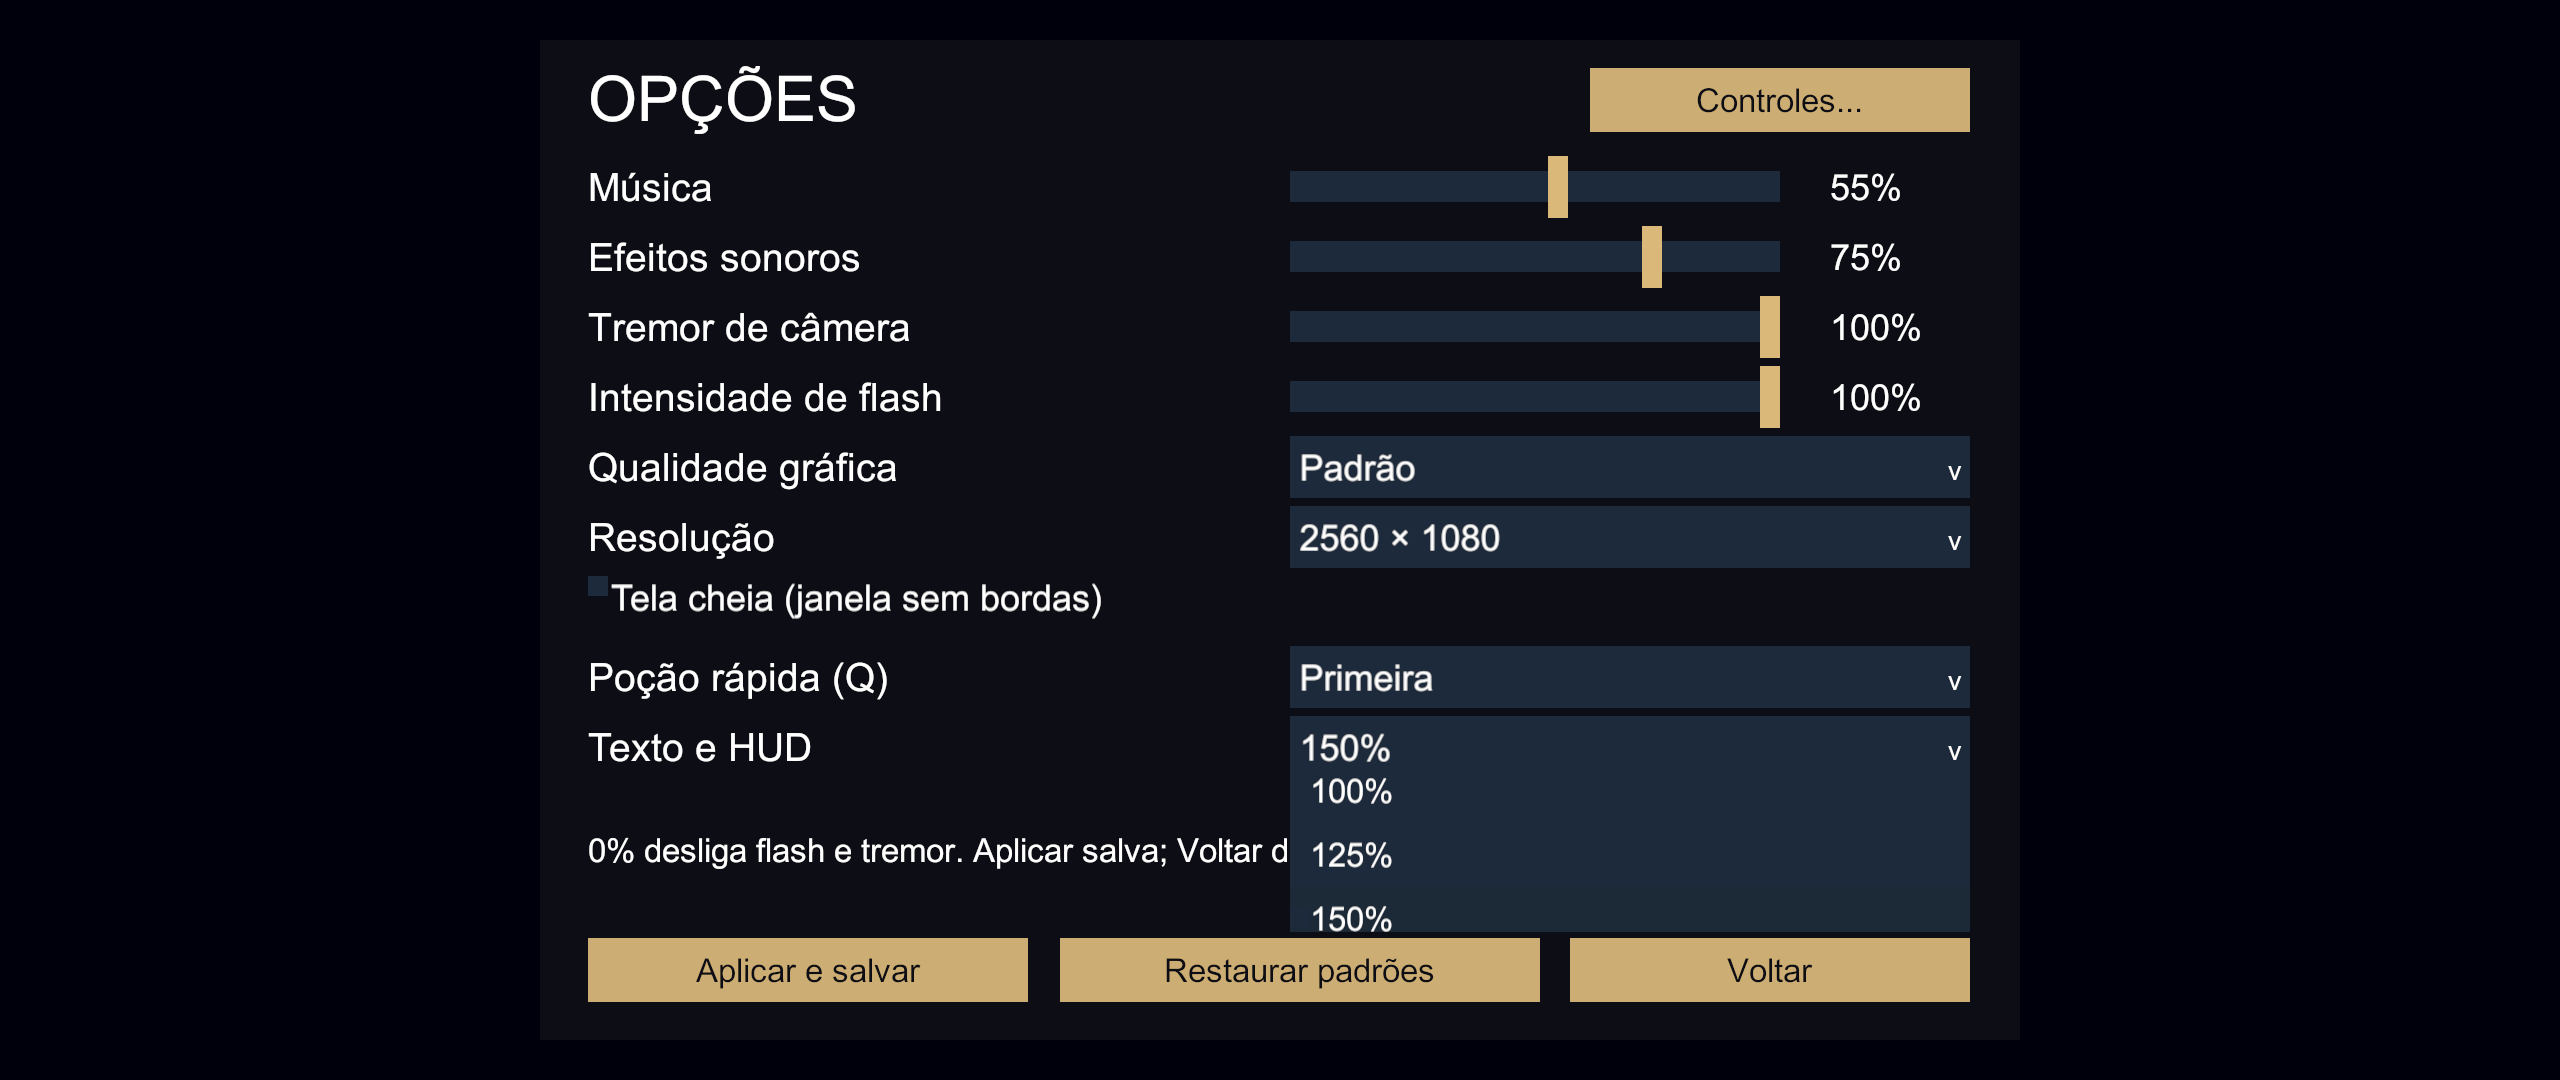 OPÇÕES
Controles...
Música
55%
Efeitos sonoros
75%
Tremor de câmera
100%
Intensidade de flash
100%
Qualidade gráfica
Padrão v
Resolução
2560 × 1080 v
Tela cheia (janela sem bordas)
Poção rápida (Q)
Primeira v
Texto e HUD
150% v
100%
125%
150%
0% desliga flash e tremor. Aplicar salva; Voltar d
Aplicar e salvar
Restaurar padrões
Voltar